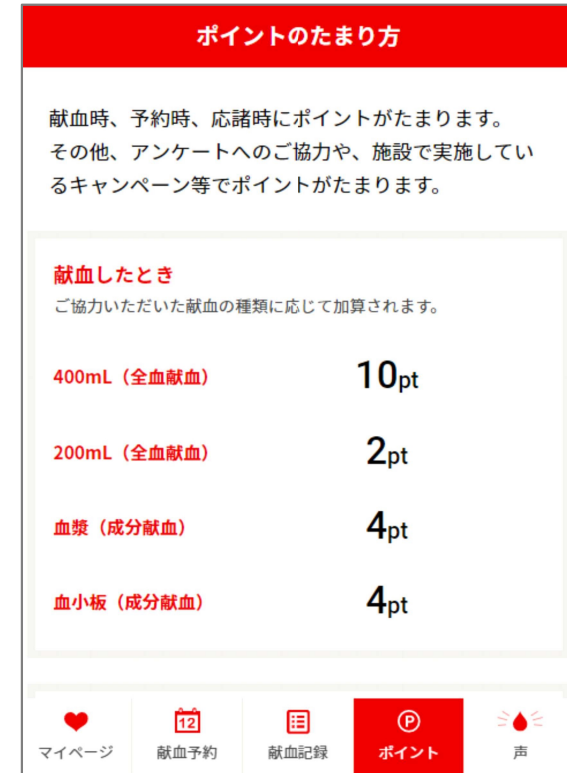 ポイントのたまり方
献血時、予約時、応諾時にポイントがたまります。
その他、アンケートへのご協力や、施設で実施してい
るキャンペーン等でポイントがたまります。
献血したとき
ご協力いただいた献血の種類に応じて加算されます。
400mL（全血献血） 10pt
200mL（全血献血） 2pt
血漿（成分献血） 4pt
血小板（成分献血） 4pt
12
P
マイページ 献血予約 献血記録 ポイント 声